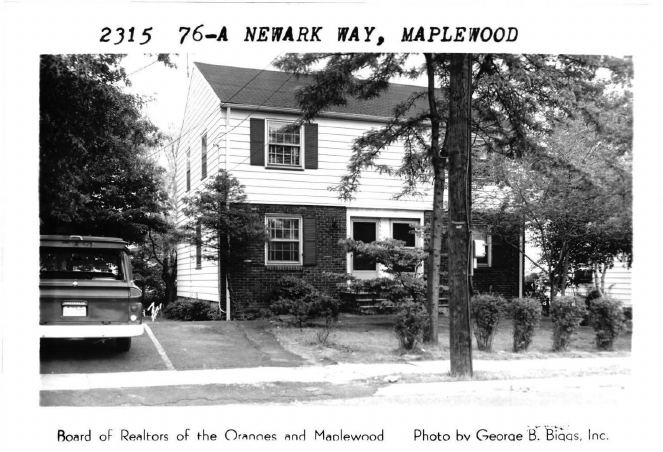 2315 76-A NEWARK WAY, MAPLEWOOD
Board of Realtors of the Oranges and Maplewood Photo by George B. Biggs, Inc.